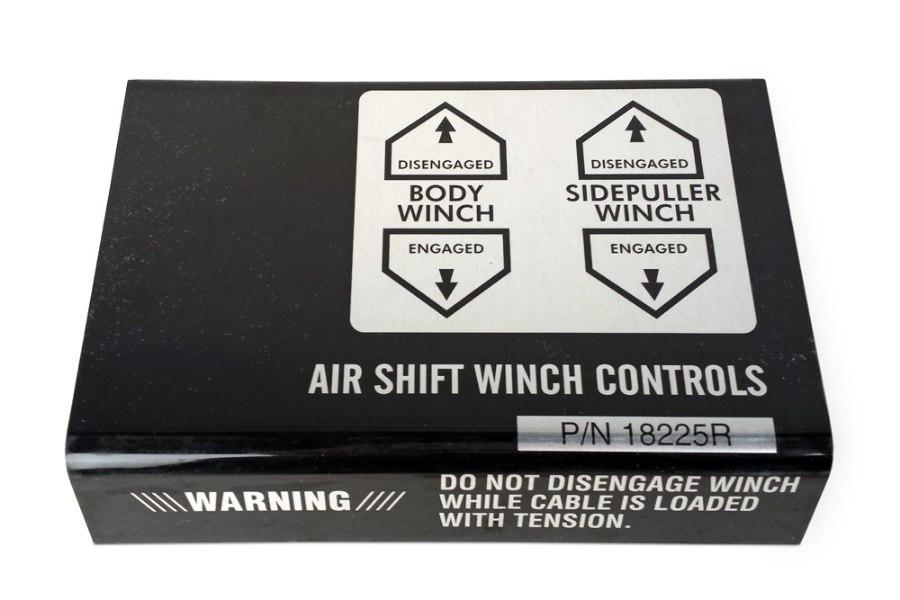 DISENGAGED
BODY
WINCH
ENGAGED
DISENGAGED
SIDEPULLER
WINCH
ENGAGED
AIR SHIFT WINCH CONTROLS
P/N 18225R
\\\\WARNING////
DO NOT DISENGAGE WINCH
WHILE CABLE IS LOADED
WITH TENSION.